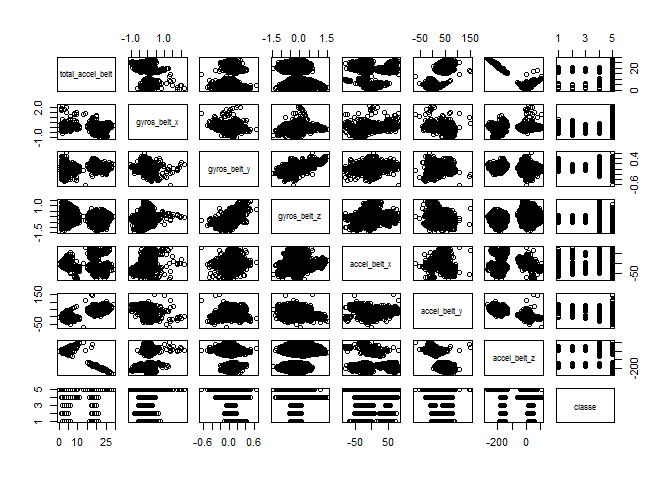 -1.0 1.0 -1.5 0.0 1.5 -50 50 150 1 3 5
total_accel_belt 0 20
-1.0 2.0 gyros_belt_x
gyros_belt_y -0.6 0.4
-1.5 1.0 gyros_belt_z
accel_belt_x -50
-50 150 accel_belt_y
accel_belt_z -200
1 3 5 classe
0 10 25 -0.6 0.0 0.6 -50 50 -200 0